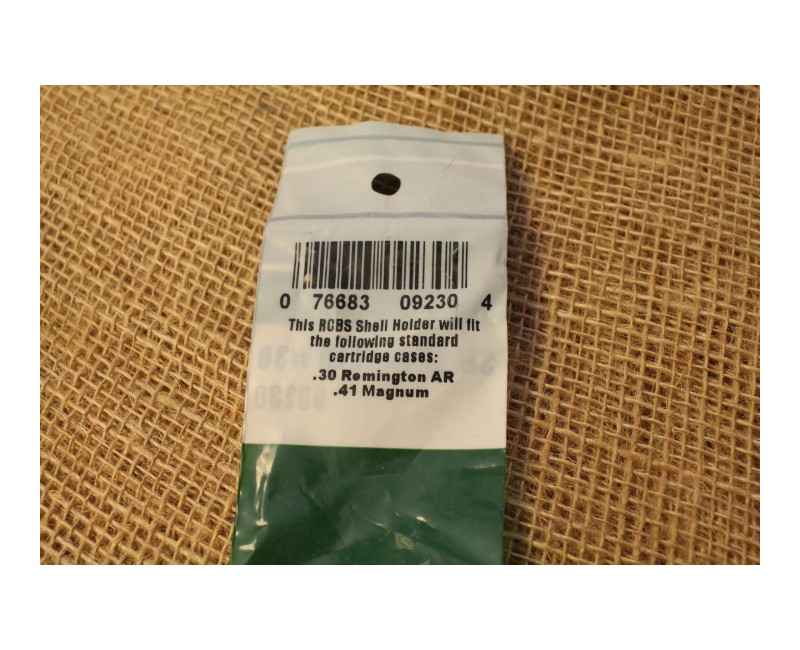 0 76683 09230 4
This RCBS Shell Holder will fit
the following standard
cartridge cases:
.30 Remington AR
.41 Magnum